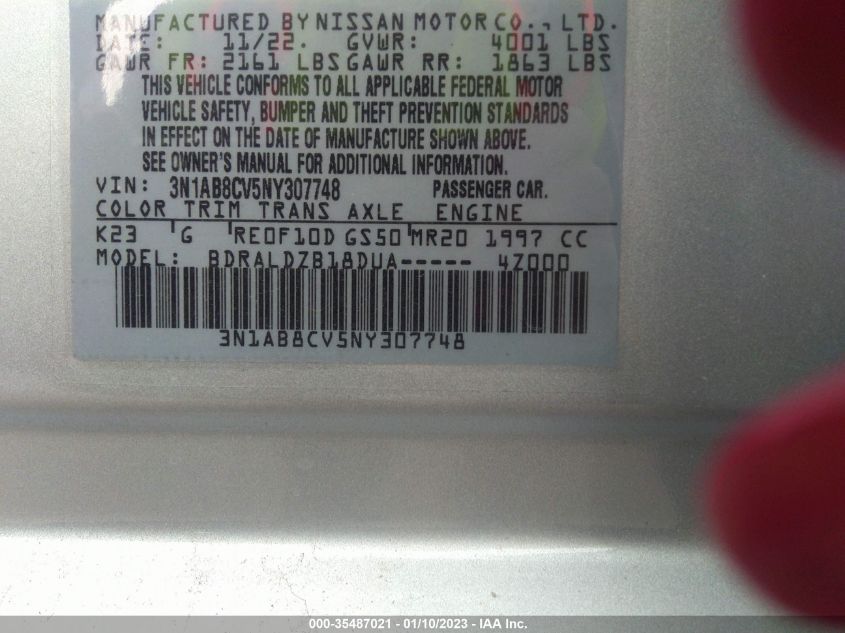 MANUFACTURED BY NISSAN MOTOR CO., LTD.
DATE: 11/22. GVWR: 4001 LBS
GAWR FR: 2161 LBS GAWR RR: 1863 LBS
THIS VEHICLE CONFORMS TO ALL APPLICABLE FEDERAL MOTOR
VEHICLE SAFETY, BUMPER AND THEFT PREVENTION STANDARDS
IN EFFECT ON THE DATE OF MANUFACTURE SHOWN ABOVE.
SEE OWNER'S MANUAL FOR ADDITIONAL INFORMATION.
VIN: 3N1AB8CV5NY307748 PASSENGER CAR.
COLOR TRIM TRANS AXLE ENGINE
K23 G RE0F10D GS50 MR20 1997 CC
MODEL: BDRALDZB18DUA----- 4Z000
3N1AB8CV5NY307748
000-35487021 - 01/10/2023 - IAA Inc.